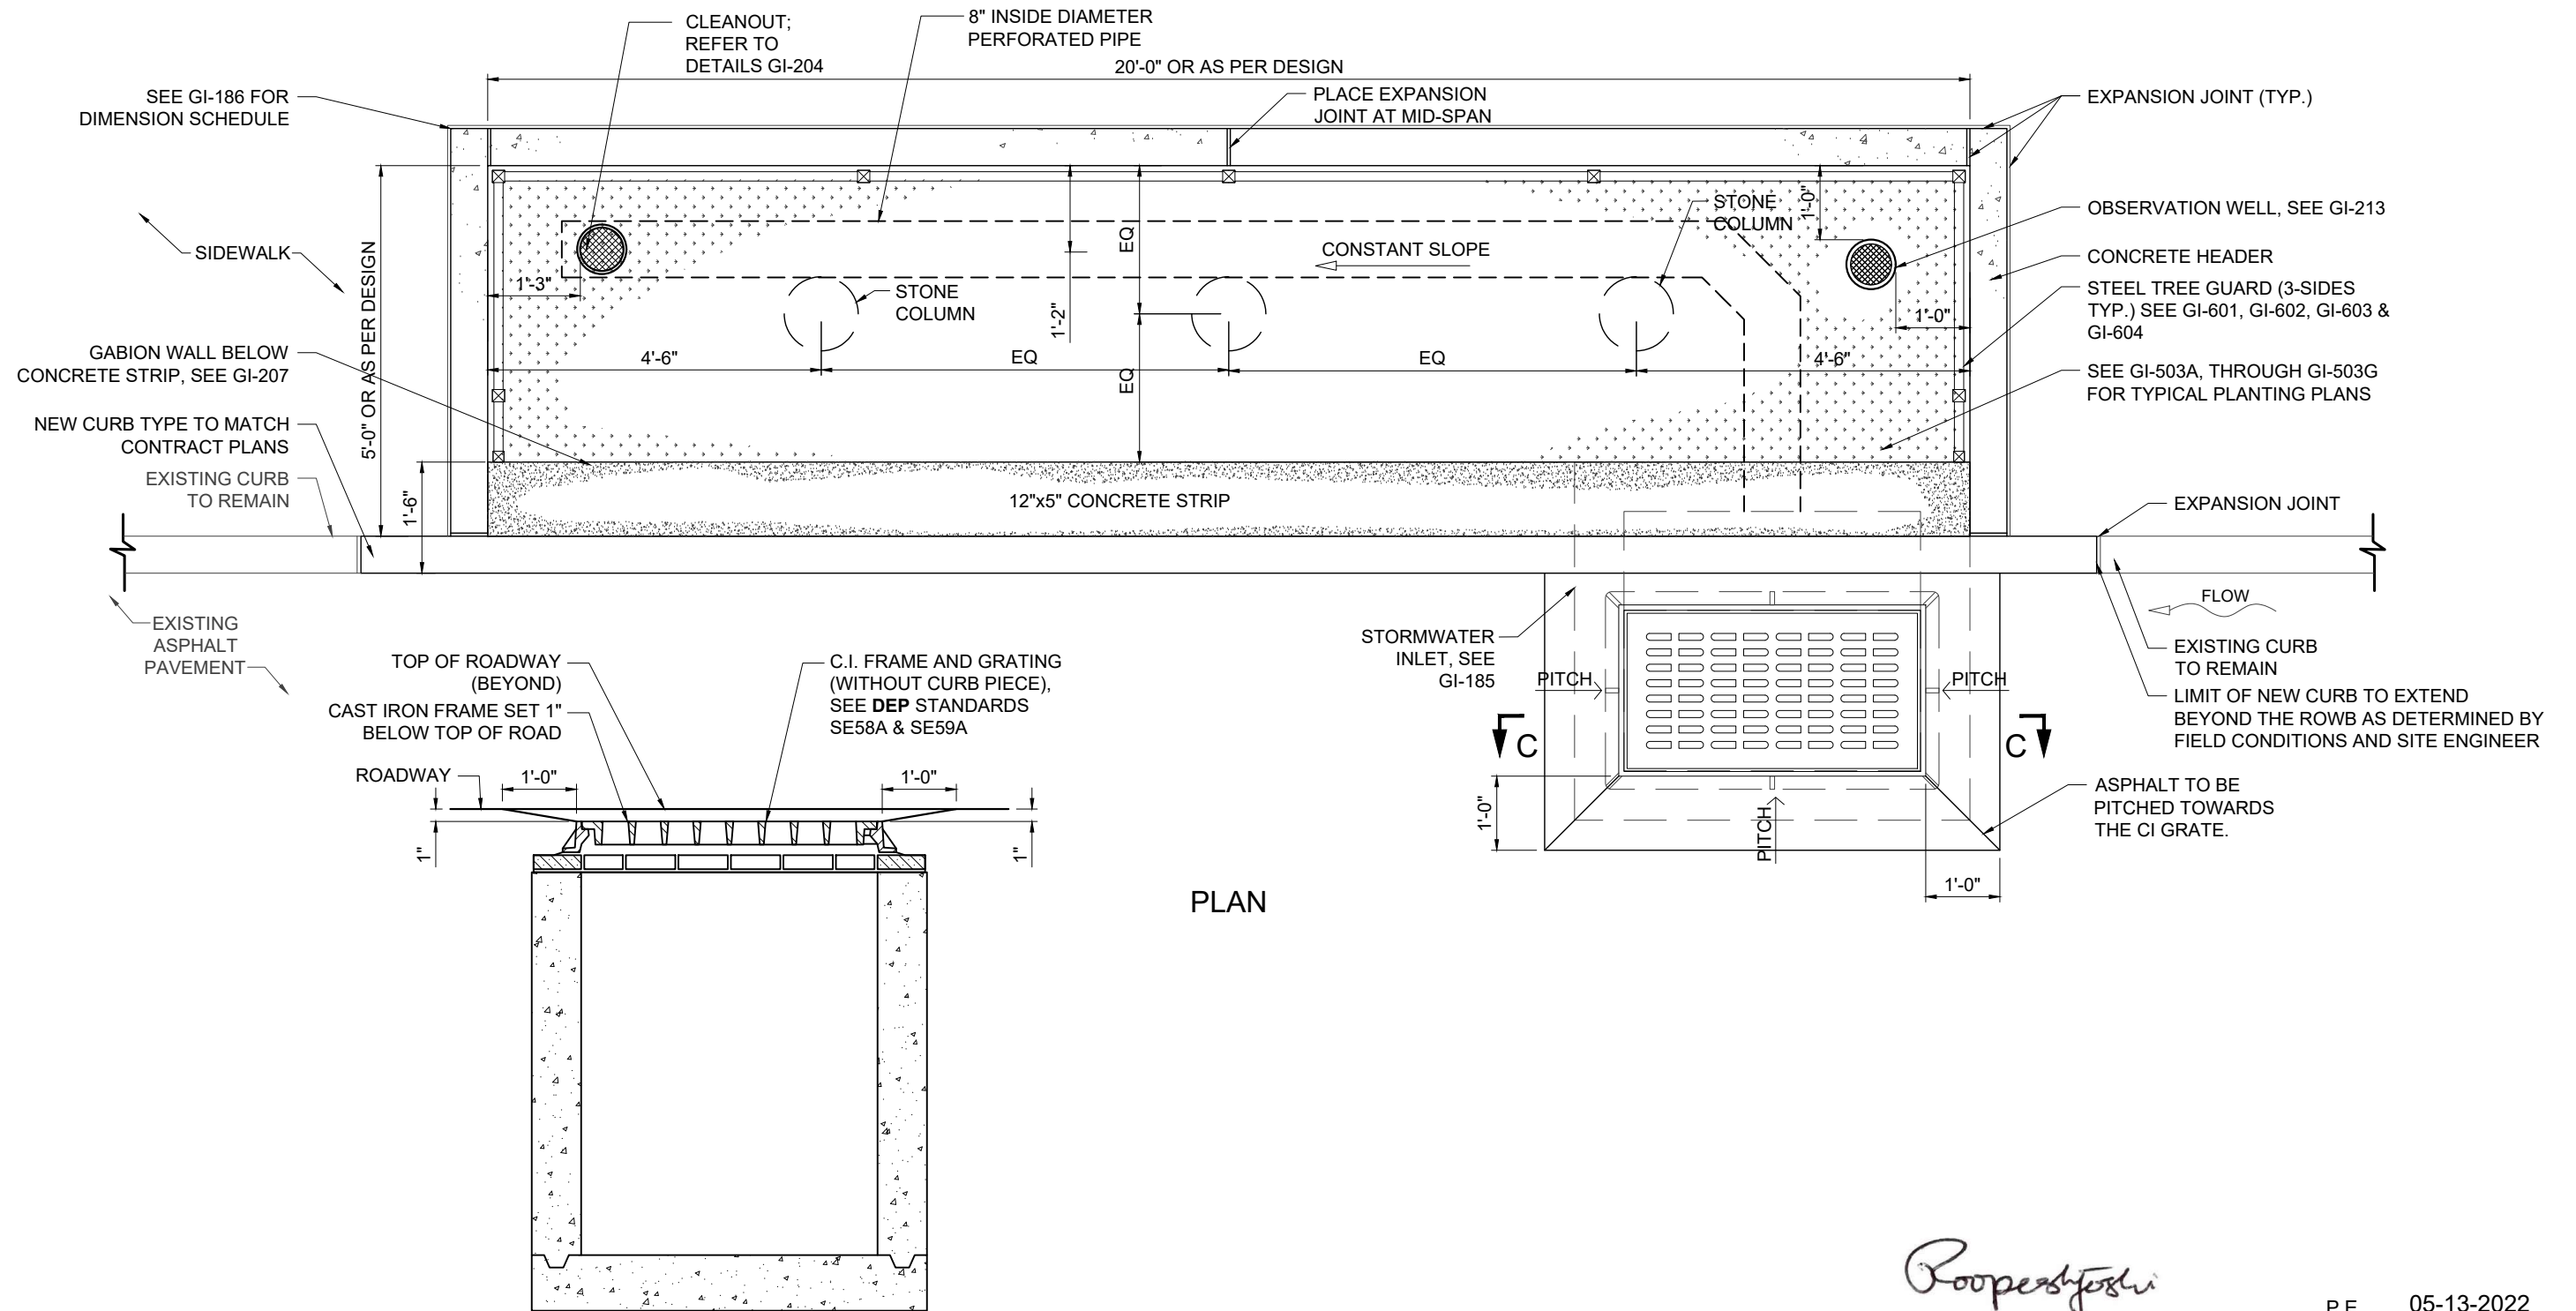 CLEANOUT;
REFER TO
DETAILS GI-204
8" INSIDE DIAMETER
PERFORATED PIPE
20'-0" OR AS PER DESIGN
SEE GI-186 FOR
DIMENSION SCHEDULE
PLACE EXPANSION
JOINT AT MID-SPAN
EXPANSION JOINT (TYP.)
SIDEWALK
5'-0" OR AS PER DESIGN
1'-3"
STONE
COLUMN
4'-6"
EQ
1'-2"
EQ
EQ
CONSTANT SLOPE
EQ
STONE
COLUMN
1'-0"
1'-0"
4'-6"
OBSERVATION WELL, SEE GI-213
CONCRETE HEADER
STEEL TREE GUARD (3-SIDES
TYP.) SEE GI-601, GI-602, GI-603 &
GI-604
SEE GI-503A, THROUGH GI-503G
FOR TYPICAL PLANTING PLANS
GABION WALL BELOW
CONCRETE STRIP, SEE GI-207
NEW CURB TYPE TO MATCH
CONTRACT PLANS
EXISTING CURB
TO REMAIN
1'-6"
12"x5" CONCRETE STRIP
EXPANSION JOINT
FLOW
EXISTING CURB
TO REMAIN
LIMIT OF NEW CURB TO EXTEND
BEYOND THE ROWB AS DETERMINED BY
FIELD CONDITIONS AND SITE ENGINEER
EXISTING
ASPHALT
PAVEMENT
STORMWATER
INLET, SEE
GI-185
PITCH
PITCH
C
C
PITCH
1'-0"
1'-0"
ASPHALT TO BE
PITCHED TOWARDS
THE CI GRATE.
TOP OF ROADWAY
(BEYOND)
CAST IRON FRAME SET 1"
BELOW TOP OF ROAD
C.I. FRAME AND GRATING
(WITHOUT CURB PIECE),
SEE DEP STANDARDS
SE58A & SE59A
ROADWAY
1'-0"
1'-0"
1"
1"
PLAN
Roopesh Joshi
P.E. 05-13-2022